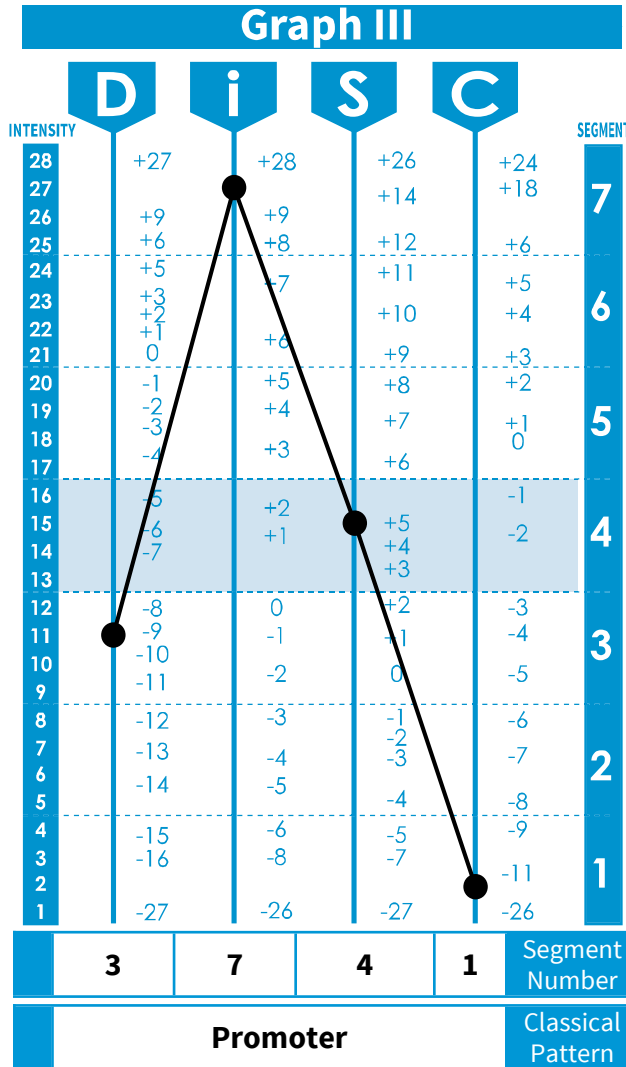 Graph III
D i S C
INTENSITY SEGMENT
28 +27 +28 +26 +24
27 +14 +18 7
26 +9 +9
25 +6 +8 +12 +6
24 +5 +7 +11 +5
23 +3 +10 +4 6
+2
22 +1 +6
21 0 +9 +3
20 -1 +5 +8 +2
19 -2 +4 +7 +1 5
18 -3 +3 0
17 -4 +6
16 -5 +2 -1
15 -6 +1 +5 -2 4
14 -7 +4
13 +3
12 -8 0 +2 -3
11 -9 -1 +1 -4 3
10 -10 -2 0 -5
9 -11
8 -12 -3 -1 -6
-2
7 -13 -4 -3 -7 2
6 -14 -5
5 -4 -8
4 -15 -6 -5 -9
3 -16 -8 -7 -11 1
2
1 -27 -26 -27 -26
3 7 4 1 Segment
Number
Promoter Classical
Pattern